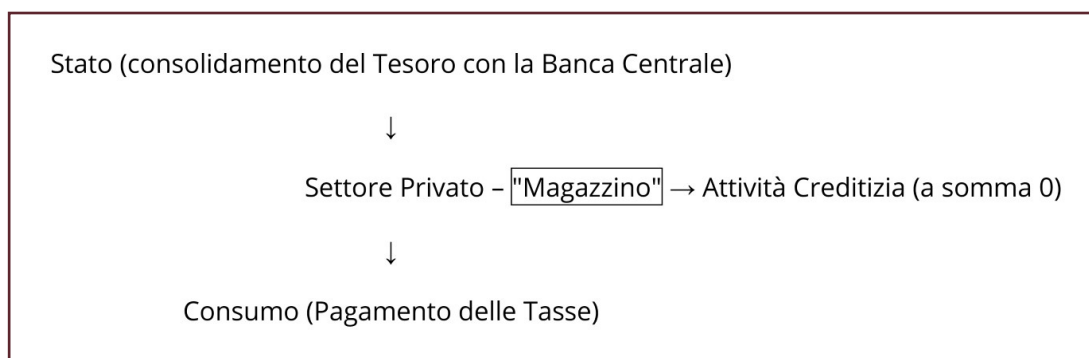 Stato (consolidamento del Tesoro con la Banca Centrale)
↓
Settore Privato – "Magazzino" → Attività Creditizia (a somma 0)
↓
Consumo (Pagamento delle Tasse)